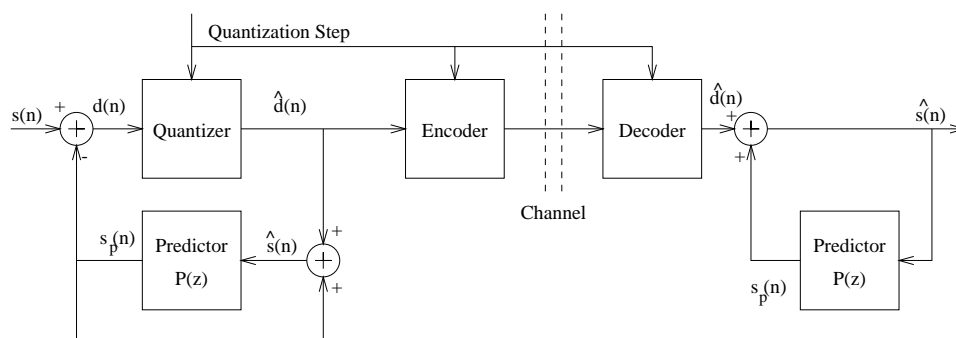 Quantization Step
s(n)
+
d(n)
-
Quantizer
d̂(n)
Encoder
Decoder
d̂(n)
+
+
ŝ(n)
Channel
s_p(n)
Predictor
P(z)
ŝ(n)
+
+
s_p(n)
Predictor
P(z)